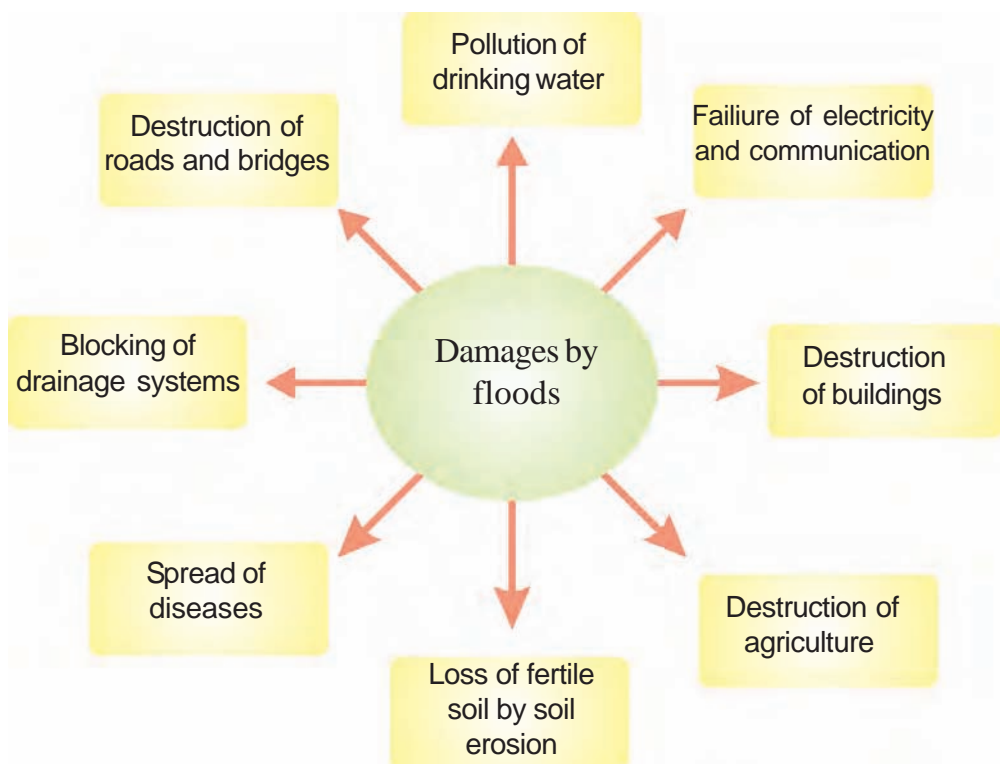 Pollution of
drinking water
Failiure of electricity
and communication
Destruction of
roads and bridges
Blocking of
drainage systems
Damages by
floods
Destruction
of buildings
Spread of
diseases
Destruction of
agriculture
Loss of fertile
soil by soil
erosion